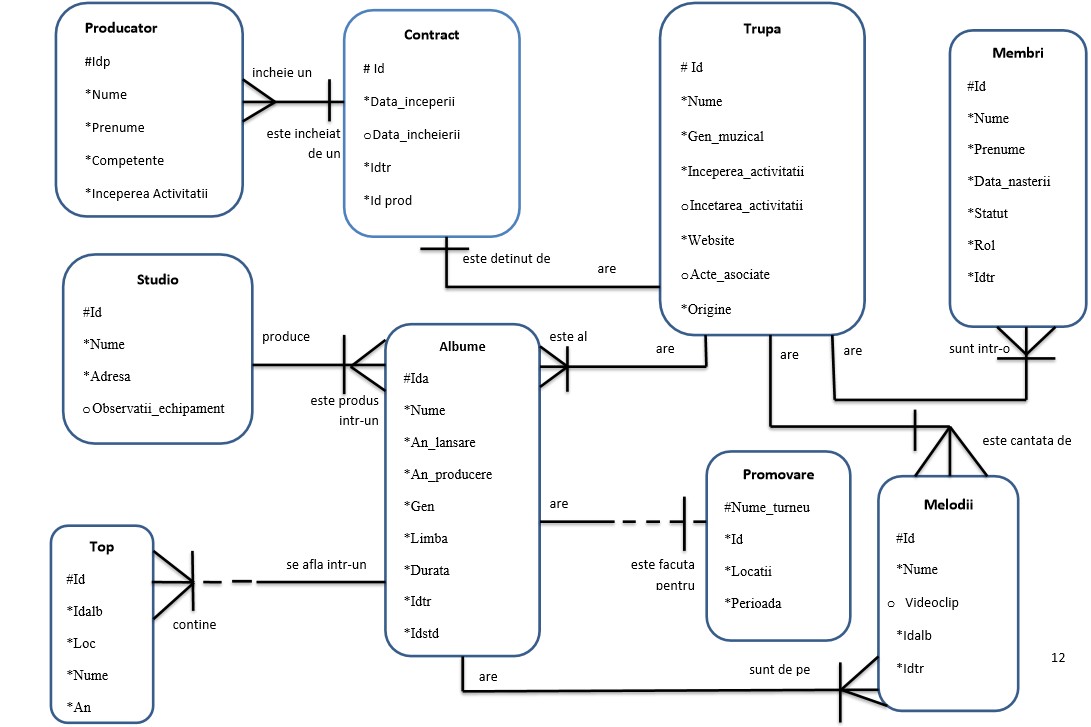 Producator
#Idp
*Nume
*Prenume
*Competente
*Inceperea Activitatii
incheie un
este incheiat
de un
Contract
# Id
*Data_inceperii
oData_incheierii
*Idtr
*Id prod
este detinut de
are
Trupa
# Id
*Nume
*Gen_muzical
*Inceperea_activitatii
oIncetarea_activitatii
*Website
oActe_asociate
*Origine
Membri
#Id
*Nume
*Prenume
*Data_nasterii
*Statut
*Rol
*Idtr
sunt intr-o
are
are
are
este al
Studio
#Id
*Nume
*Adresa
oObservatii_echipament
produce
este produs
intr-un
Albume
#Ida
*Nume
*An_lansare
*An_producere
*Gen
*Limba
*Durata
*Idtr
*Idstd
este cantata de
are
este facuta
pentru
Promovare
#Nume_turneu
*Id
*Locatii
*Perioada
Melodii
#Id
*Nume
o Videoclip
*Idalb
*Idtr
Top
#Id
*Idalb
*Loc
*Nume
*An
se afla intr-un
contine
are
sunt de pe
12